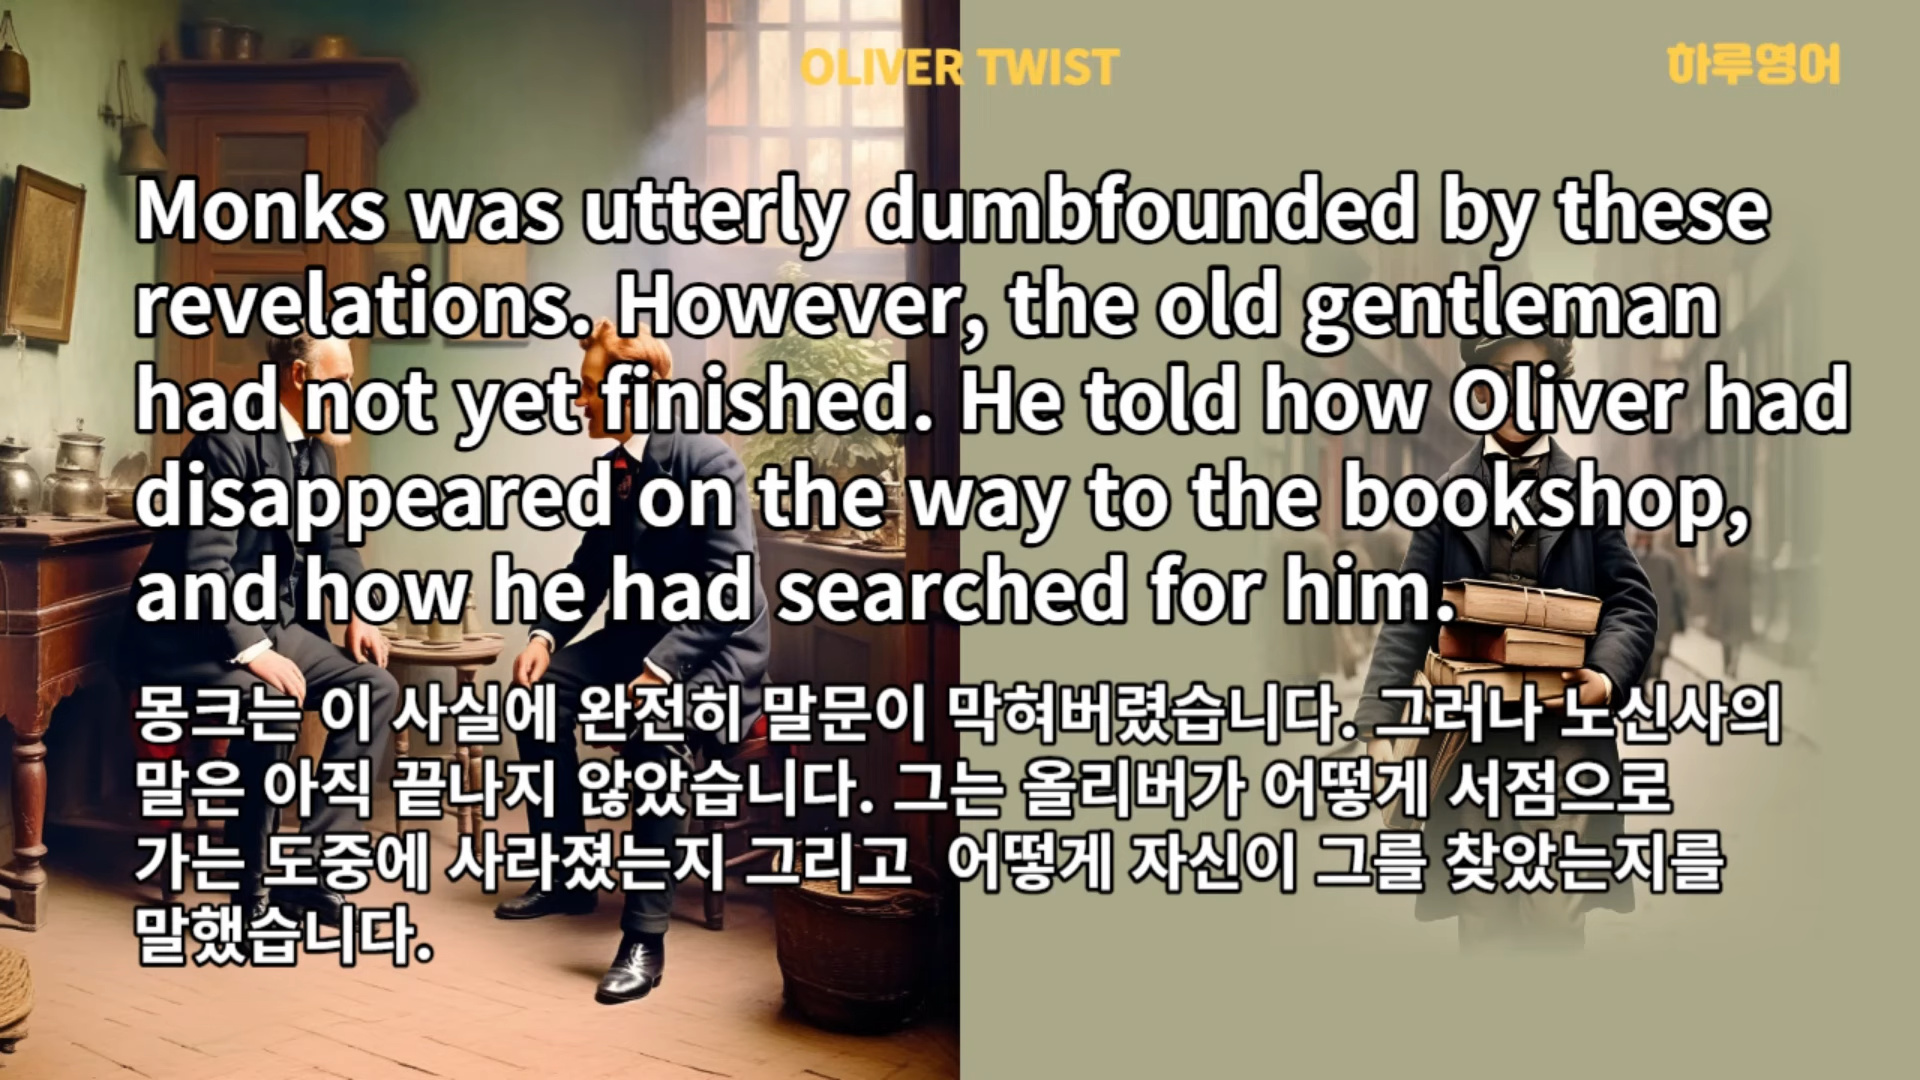 OLIVER TWIST
하루영어
Monks was utterly dumbfounded by these
revelations. However, the old gentleman
had not yet finished. He told how Oliver had
disappeared on the way to the bookshop,
and how he had searched for him.
몽크는 이 사실에 완전히 말문이 막혀버렸습니다. 그러나 노신사의
말은 아직 끝나지 않았습니다. 그는 올리버가 어떻게 서점으로
가는 도중에 사라졌는지 그리고 어떻게 자신이 그를 찾았는지를
말했습니다.